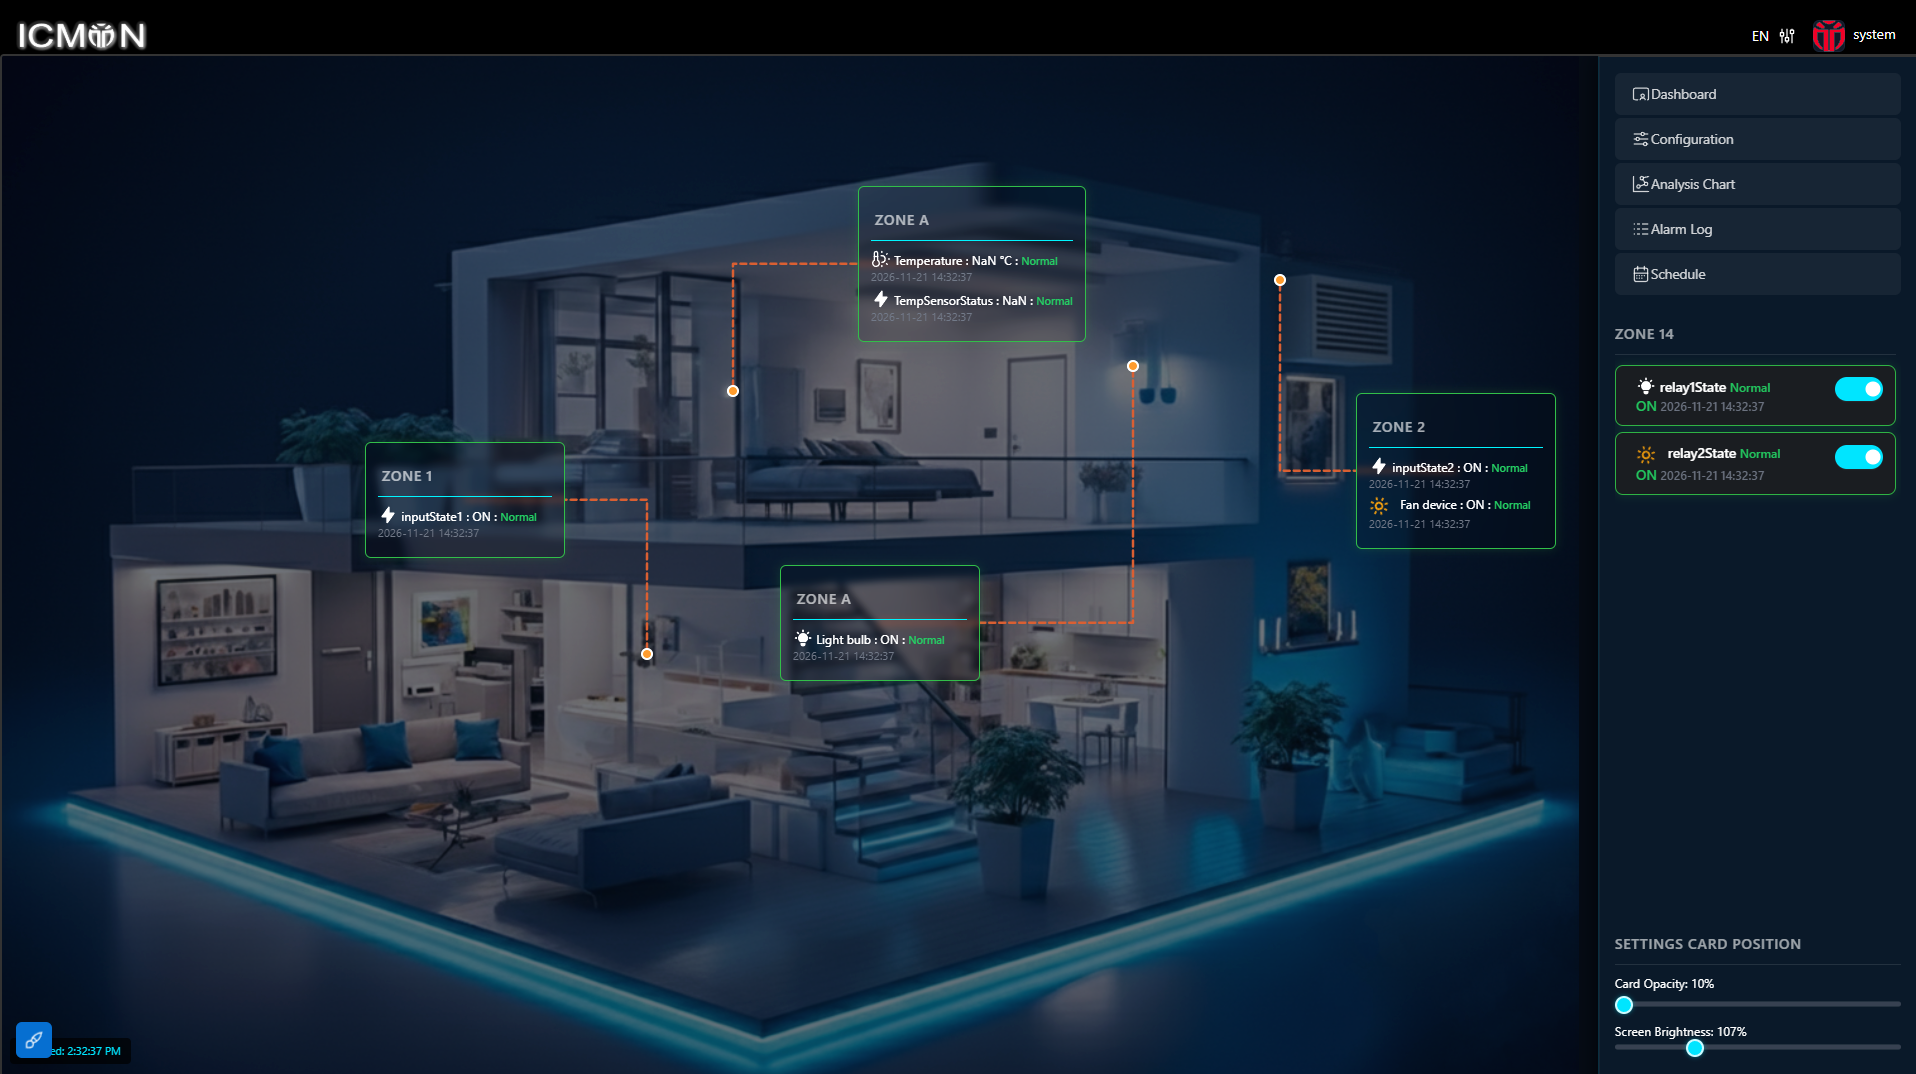 ICMON
EN
system
Dashboard
Configuration
Analysis Chart
Alarm Log
Schedule
ZONE 14
relay1State Normal
ON 2026-11-21 14:32:37
relay2State Normal
ON 2026-11-21 14:32:37
ZONE A
Temperature : NaN °C : Normal
2026-11-21 14:32:37
TempSensorStatus : NaN : Normal
2026-11-21 14:32:37
ZONE 2
inputState2 : ON : Normal
2026-11-21 14:32:37
Fan device : ON : Normal
2026-11-21 14:32:37
ZONE 1
inputState1 : ON : Normal
2026-11-21 14:32:37
ZONE A
Light bulb : ON : Normal
2026-11-21 14:32:37
SETTINGS CARD POSITION
Card Opacity: 10%
Screen Brightness: 107%
ed: 2:32:37 PM